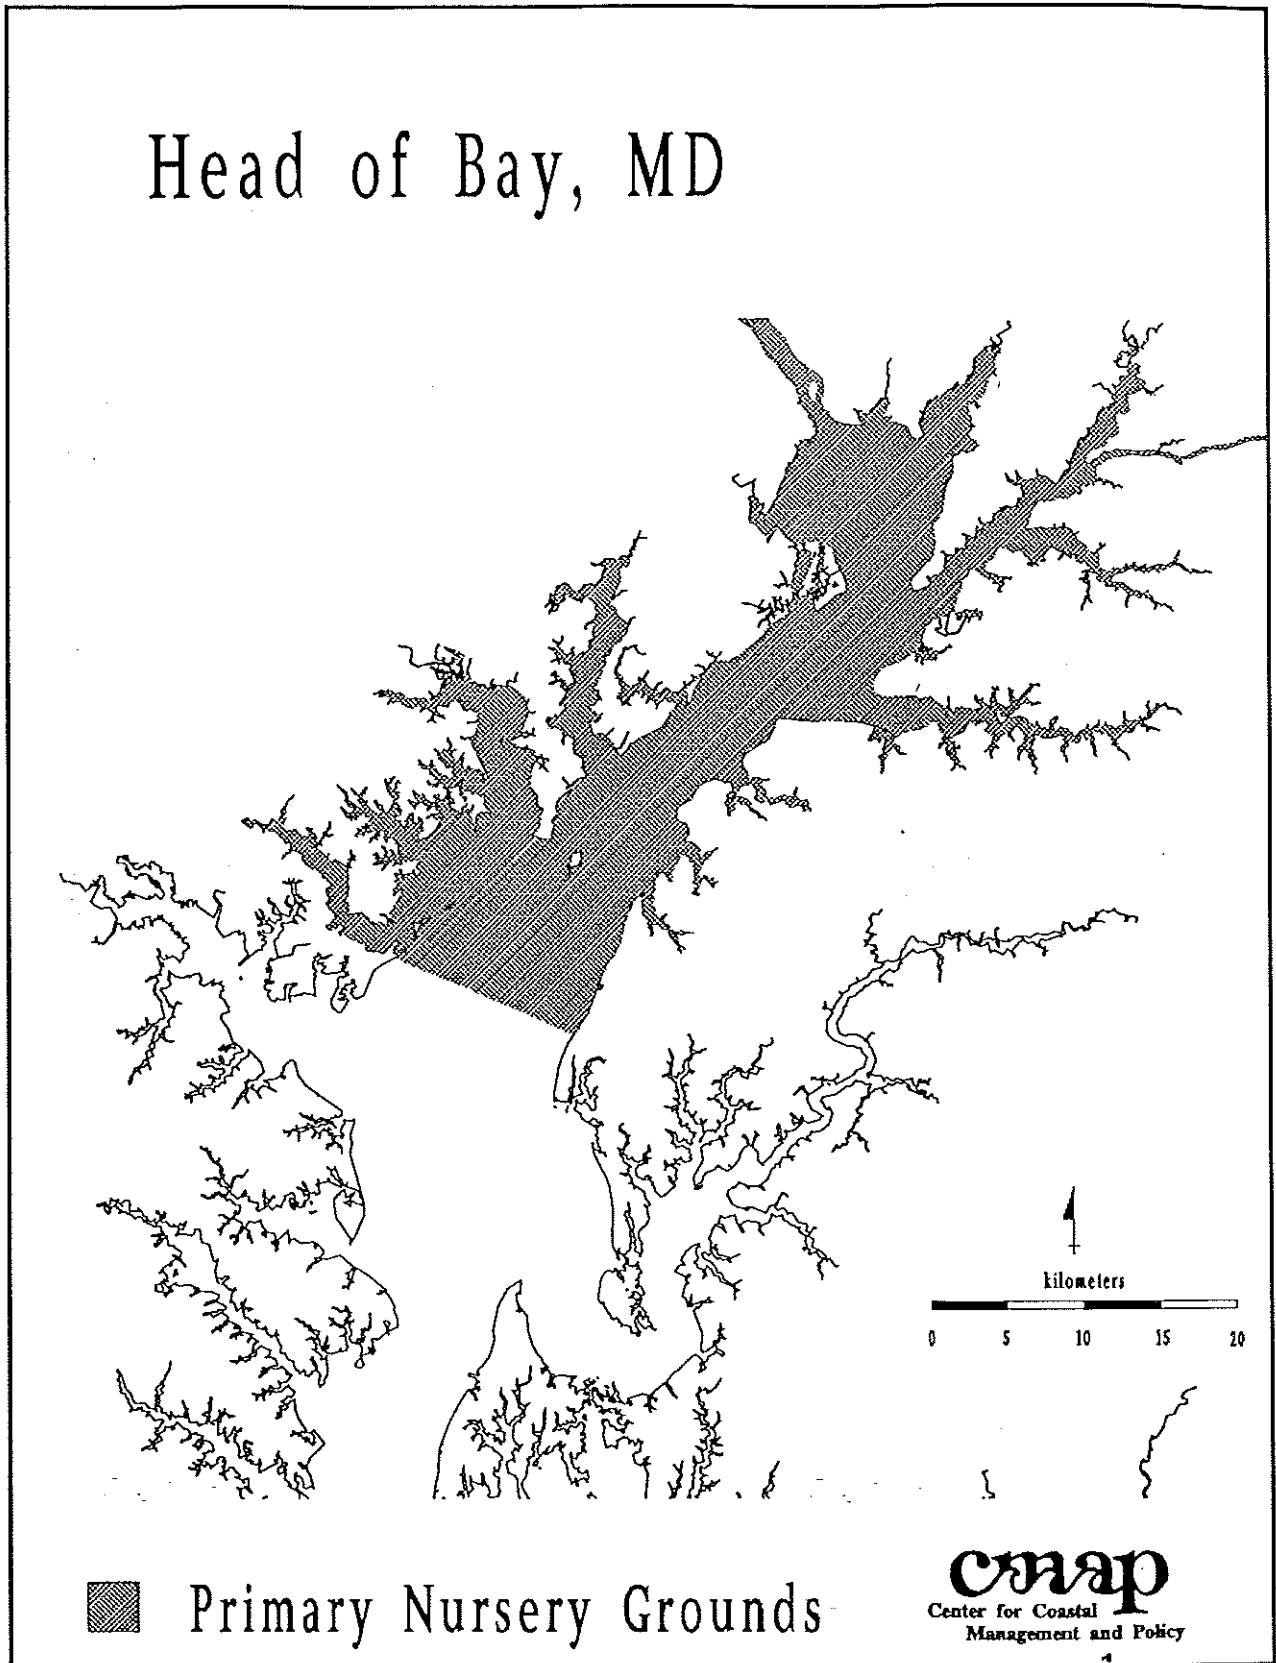 Head of Bay, MD
kilometers
0 5 10 15 20
Primary Nursery Grounds
cmap
Center for Coastal
Management and Policy